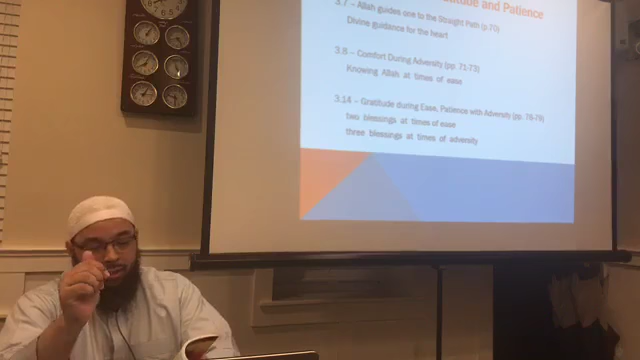 titude and Patience
3.7 – Allah guides one to the Straight Path (p.70)
Divine guidance for the heart
3.8 – Comfort During Adversity (pp. 71-73)
Knowing Allah at times of ease
3.14 – Gratitude during Ease, Patience with Adversity (pp. 78-79)
two blessings at times of ease
three blessings at times of adversity